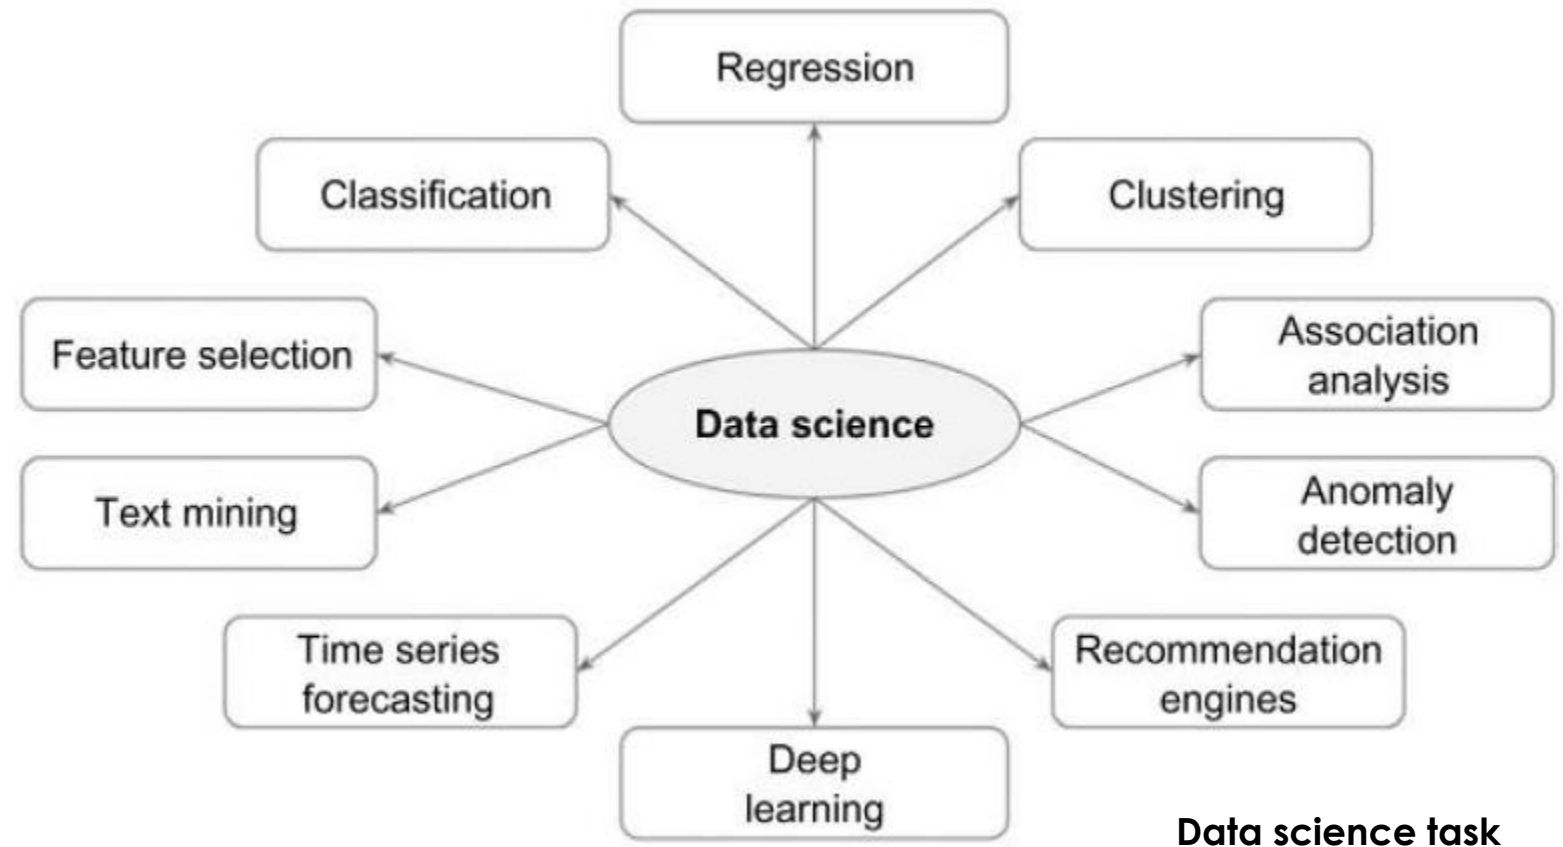 Regression
Classification
Clustering
Feature selection
Association
analysis
Data science
Text mining
Anomaly
detection
Time series
forecasting
Recommendation
engines
Deep
learning
Data science task